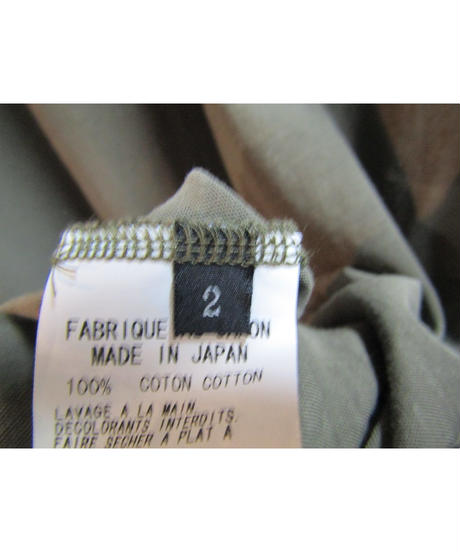 2
FABRIQUE
MADE IN JAPAN
100% COTON COTTON
LAVAGE A LA MAIN
DECOLORANTS INTERDITS.
FAIRE SECHER A PLAT A